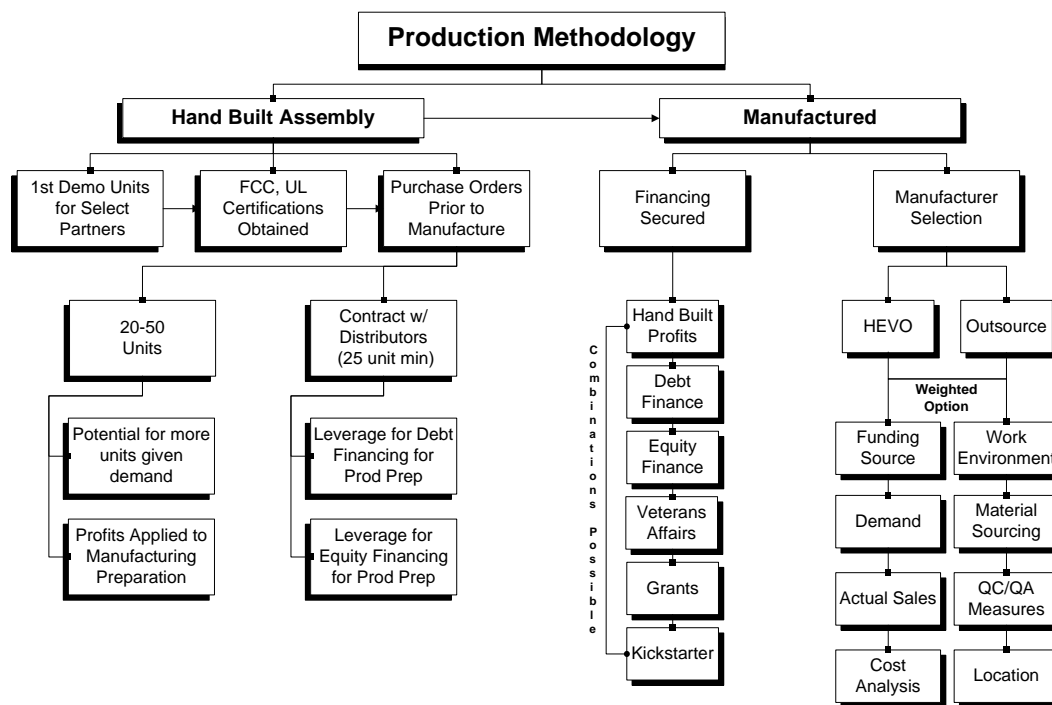 Production Methodology
Hand Built Assembly
Manufactured
1st Demo Units
for Select
Partners
FCC, UL
Certifications
Obtained
Purchase Orders
Prior to
Manufacture
Financing
Secured
Manufacturer
Selection
20-50
Units
Contract w/
Distributors
(25 unit min)
Potential for more
units given
demand
Profits Applied to
Manufacturing
Preparation
Leverage for Debt
Financing for
Prod Prep
Leverage for
Equity Financing
for Prod Prep
Combinations Possible
Hand Built
Profits
Debt
Finance
Equity
Finance
Veterans
Affairs
Grants
Kickstarter
HEVO
Outsource
Weighted
Option
Funding
Source
Demand
Actual Sales
Cost
Analysis
Work
Environment
Material
Sourcing
QC/QA
Measures
Location